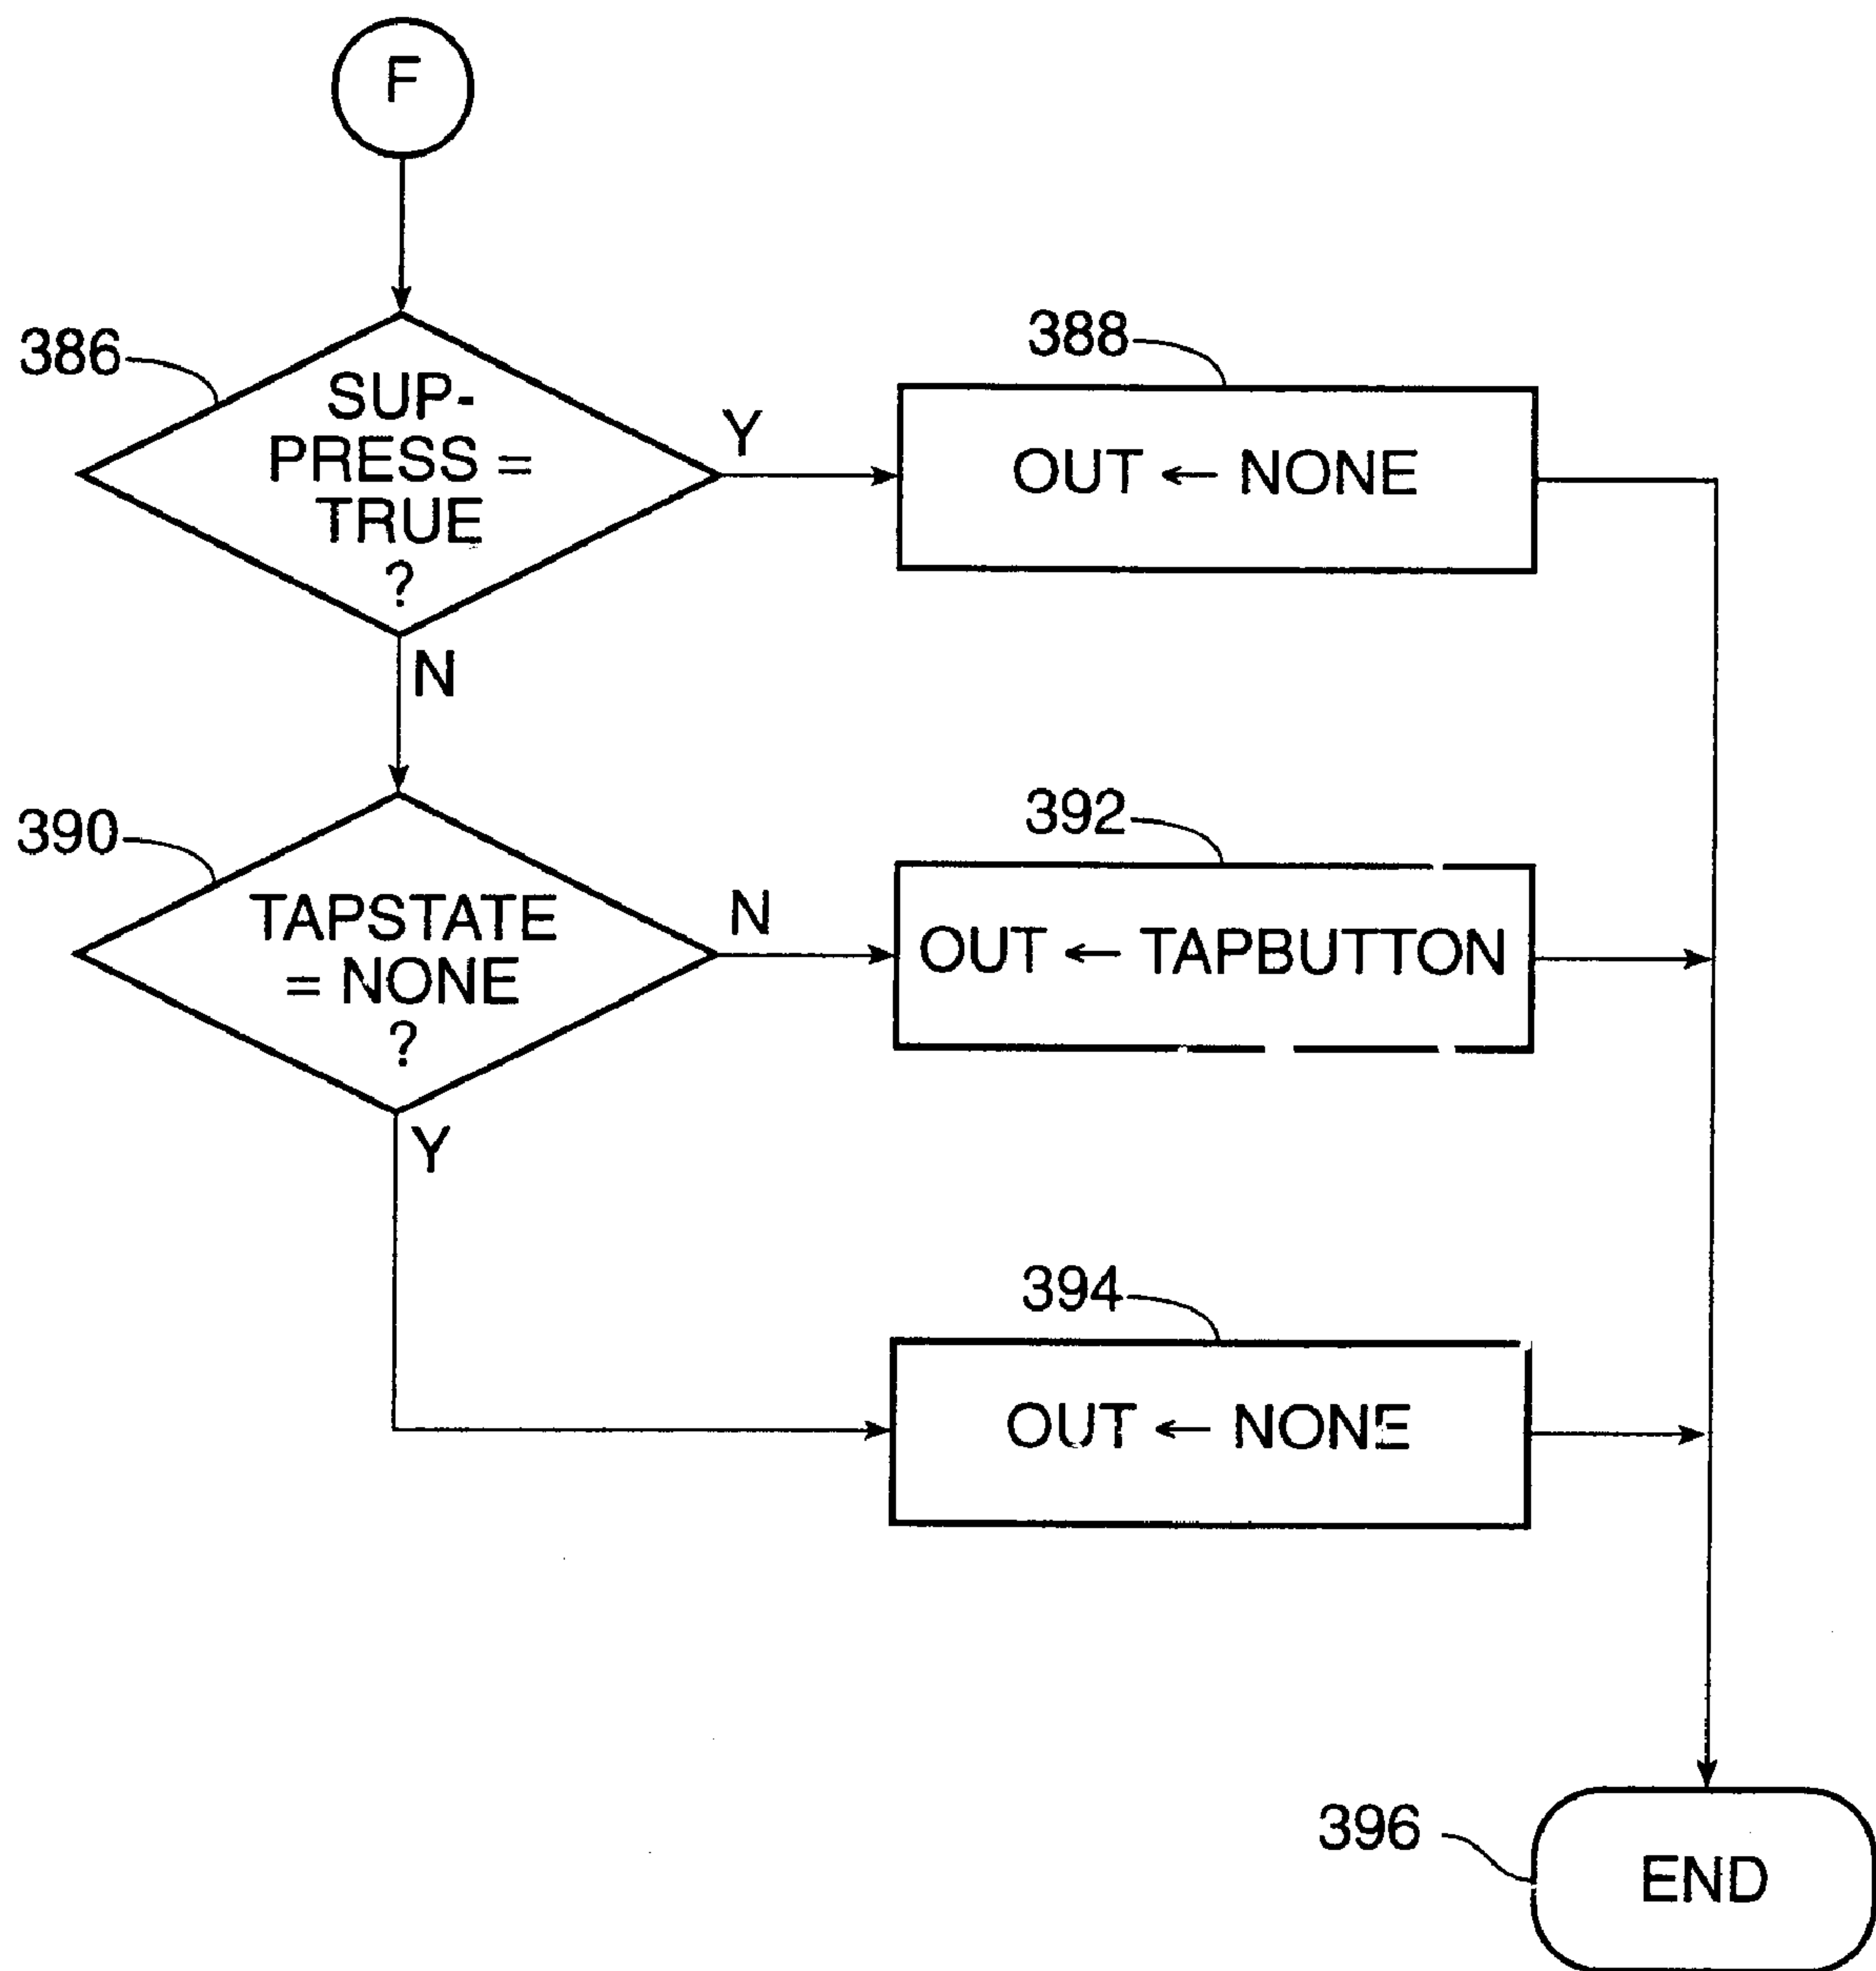 F
386
SUP-
PRESS =
TRUE
?
Y
388
OUT ← NONE
N
390
TAPSTATE
= NONE
?
N
392
OUT ← TAPBUTTON
Y
394
OUT ← NONE
396
END